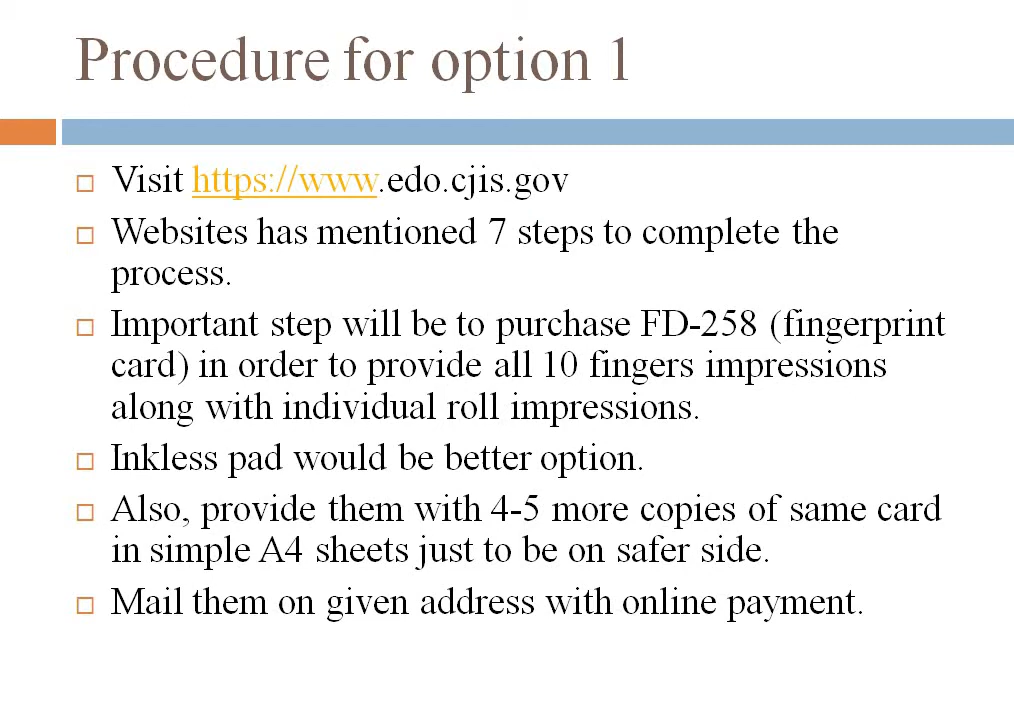 Procedure for option 1
Visit https://www.edo.cjis.gov
Websites has mentioned 7 steps to complete the
process.
Important step will be to purchase FD-258 (fingerprint
card) in order to provide all 10 fingers impressions
along with individual roll impressions.
Inkless pad would be better option.
Also, provide them with 4-5 more copies of same card
in simple A4 sheets just to be on safer side.
Mail them on given address with online payment.